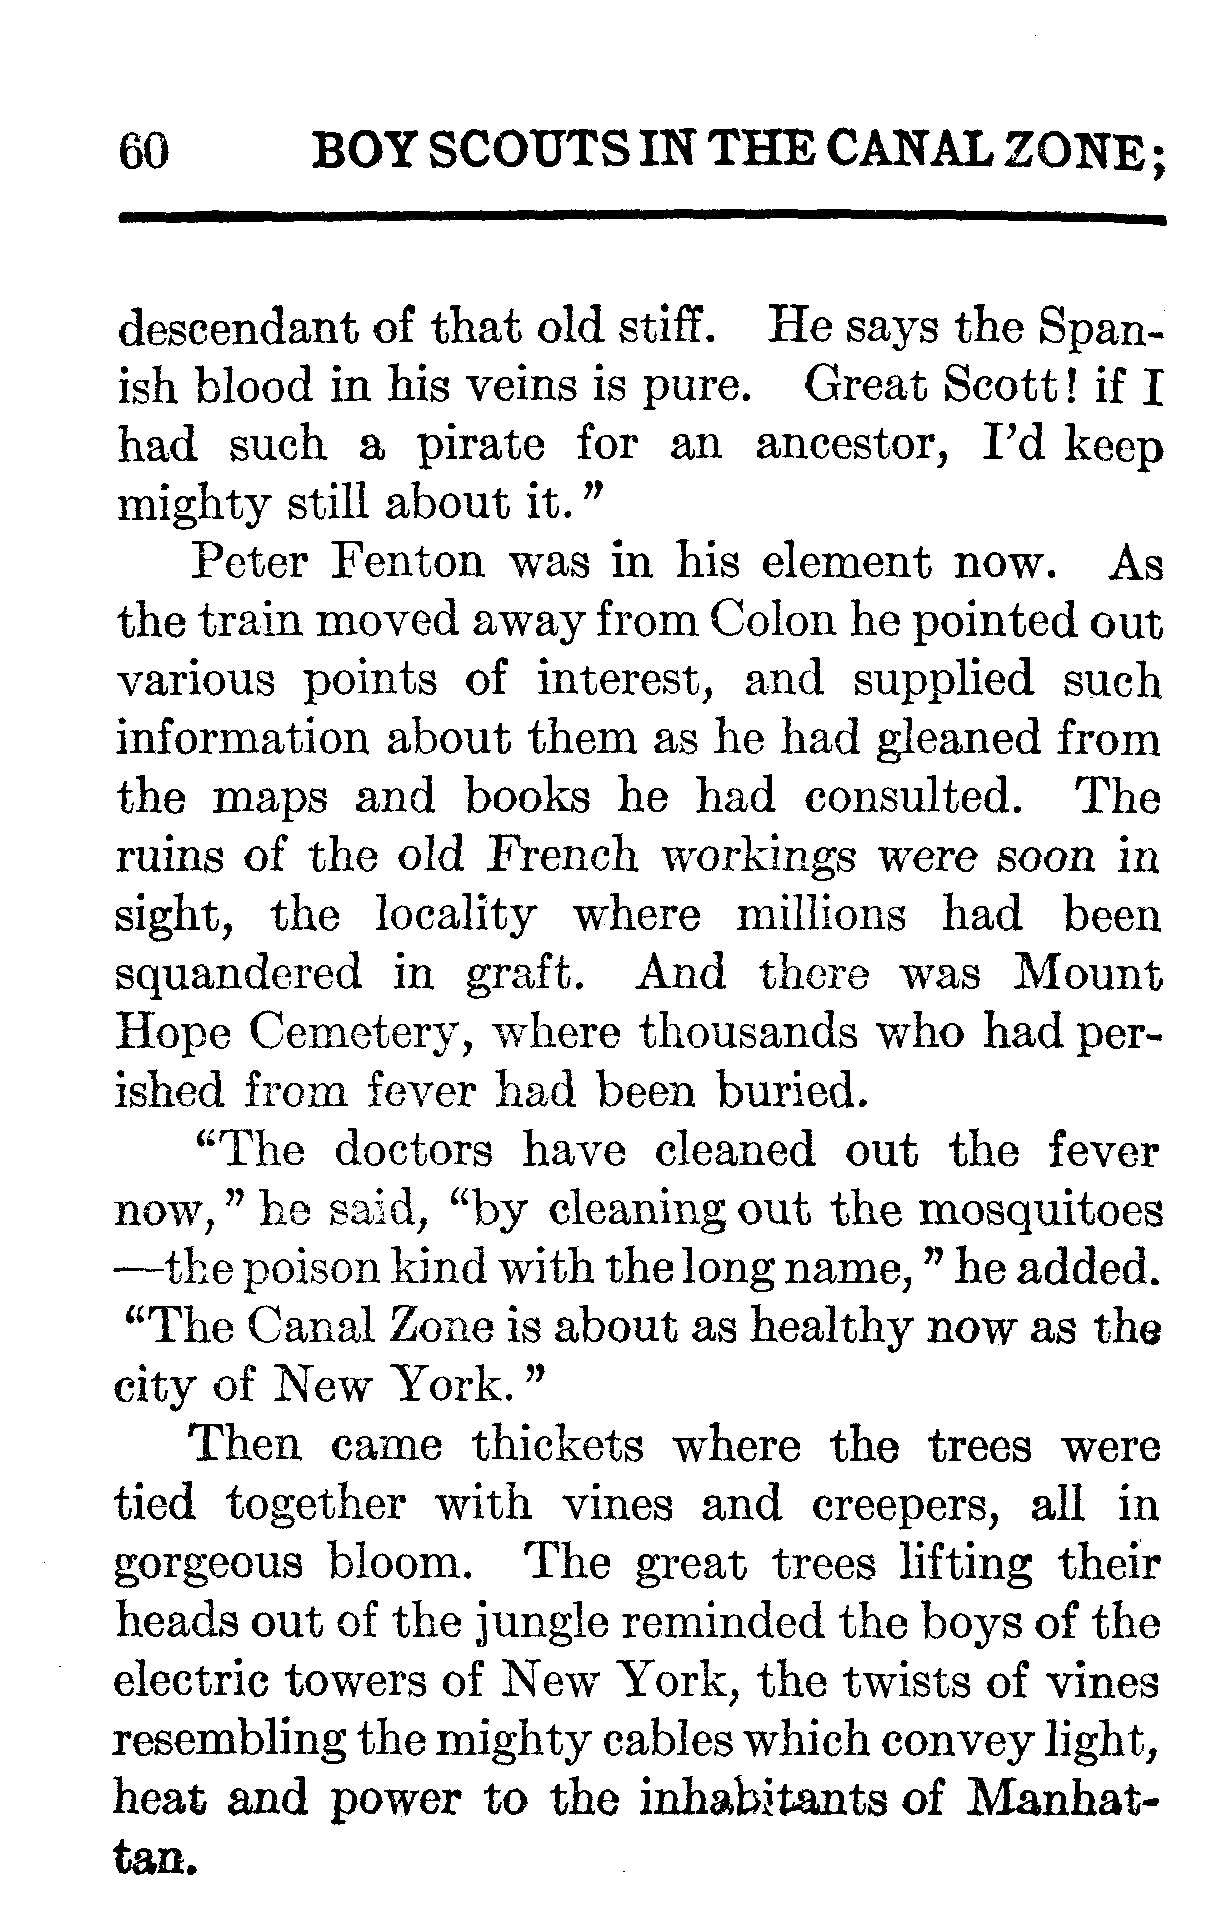 60 BOY SCOUTS IN THE CANAL ZONE;
descendant of that old stiff. He says the Span-
ish blood in his veins is pure. Great Scott! if I
had such a pirate for an ancestor, I'd keep
mighty still about it."
Peter Fenton was in his element now. As
the train moved away from Colon he pointed out
various points of interest, and supplied such
information about them as he had gleaned from
the maps and books he had consulted. The
ruins of the old French workings were soon in
sight, the locality where millions had been
squandered in graft. And there was Mount
Hope Cemetery, where thousands who had per-
ished from fever had been buried.
"The doctors have cleaned out the fever
now," he said, "by cleaning out the mosquitoes
—the poison kind with the long name," he added.
"The Canal Zone is about as healthy now as the
city of New York."
Then came thickets where the trees were
tied together with vines and creepers, all in
gorgeous bloom. The great trees lifting their
heads out of the jungle reminded the boys of the
electric towers of New York, the twists of vines
resembling the mighty cables which convey light,
heat and power to the inhabitants of Manhat-
tan.